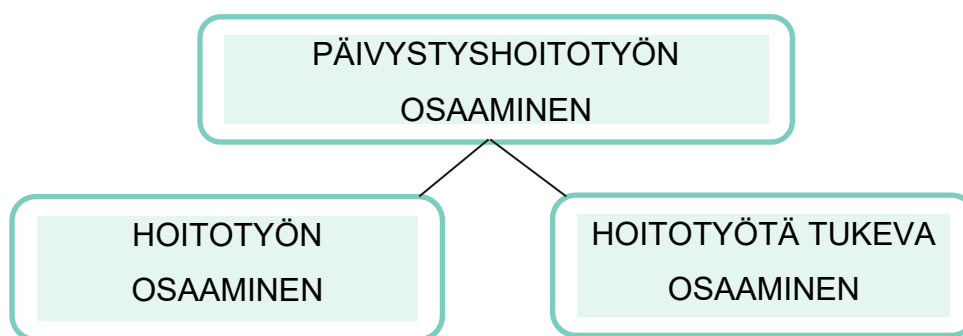 PÄIVYSTYSHOITOTYÖN
OSAAMINEN
HOITOTYÖN
OSAAMINEN
HOITOTYÖTÄ TUKEVA
OSAAMINEN